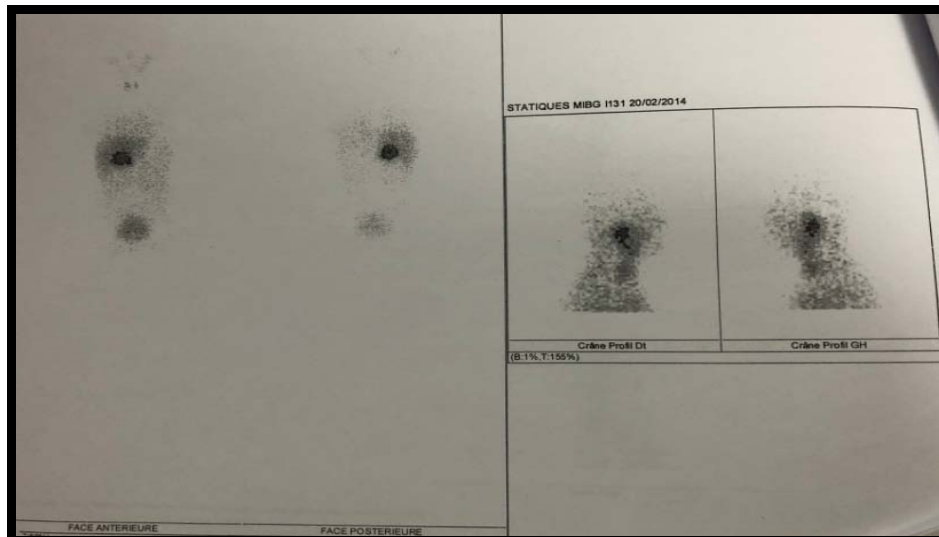 STATIQUES MIBG I131 20/02/2014
Crâne Profil Dt
Crâne Profil GH
(B:1%,T:155%)
FACE ANTERIEURE
FACE POSTERIEURE